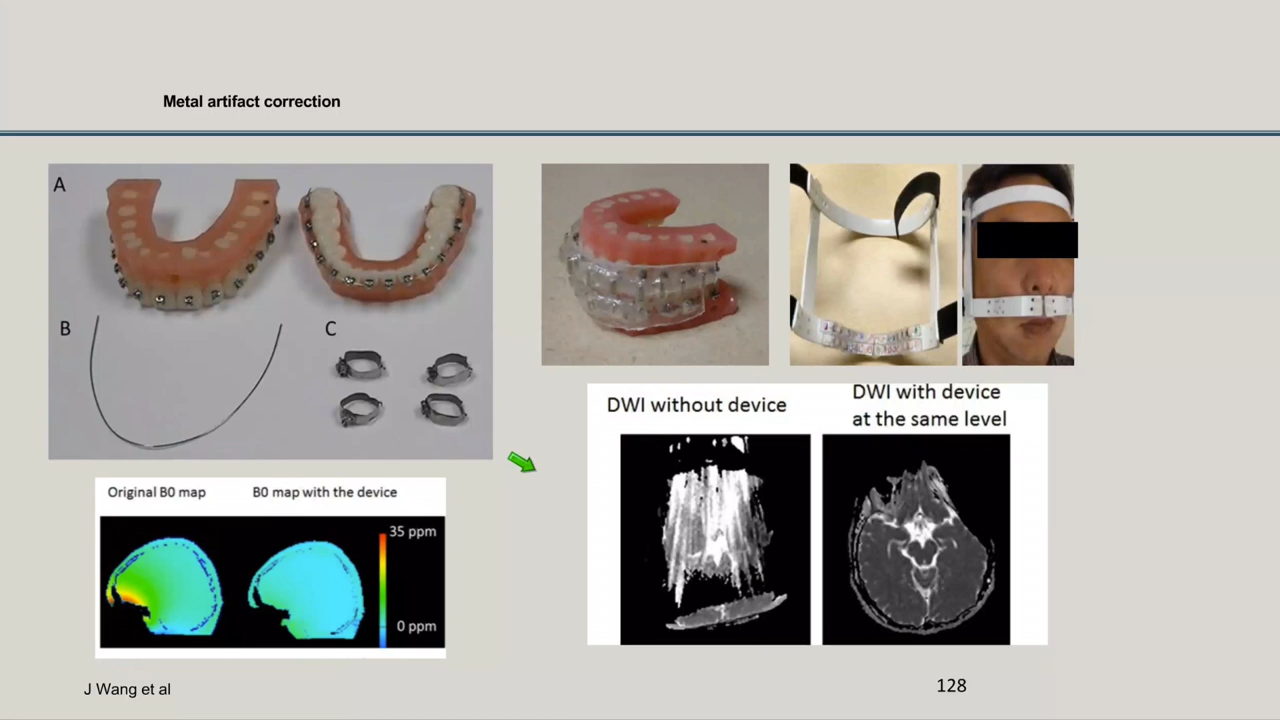 Metal artifact correction
A
B
C
Original B0 map
B0 map with the device
35 ppm
0 ppm
DWI without device
DWI with device
at the same level
J Wang et al
128